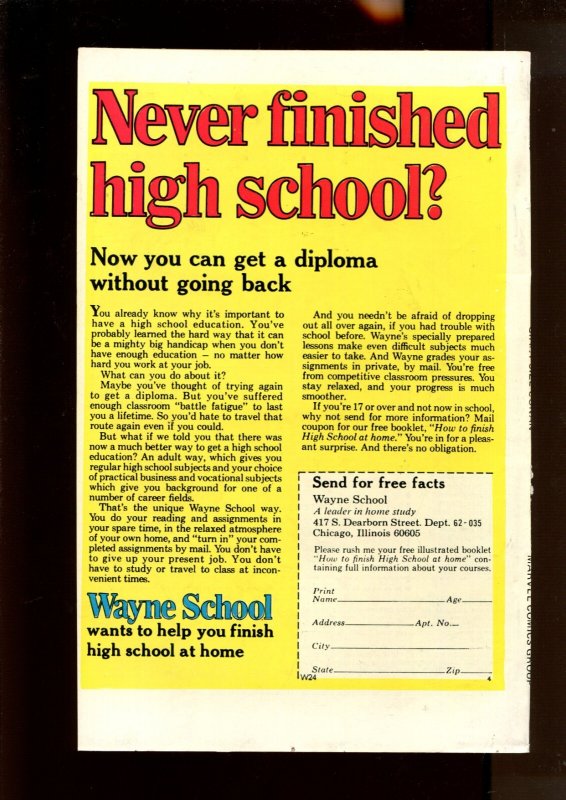 Never finished
high school?
Now you can get a diploma
without going back
You already know why it's important to
have a high school education. You've
probably learned the hard way that it can
be a mighty big handicap when you don't
have enough education – no matter how
hard you work at your job.
What can you do about it?
Maybe you've thought of trying again
to get a diploma. But you've suffered
enough classroom "battle fatigue" to last
you a lifetime. So you'd hate to travel that
route again even if you could.
But what if we told you that there was
now a much better way to get a high school
education? An adult way, which gives you
regular high school subjects and your choice
of practical business and vocational subjects
which give you background for one of a
number of career fields.
That's the unique Wayne School way.
You do your reading and assignments in
your spare time, in the relaxed atmosphere
of your own home, and "turn in" your com-
pleted assignments by mail. You don't have
to give up your present job. You don't
have to study or travel to class at incon-
venient times.
Wayne School
wants to help you finish
high school at home
And you needn't be afraid of dropping
out all over again, if you had trouble with
school before. Wayne's specially prepared
lessons make even difficult subjects much
easier to take. And Wayne grades your as-
signments in private, by mail. You're free
from competitive classroom pressures. You
stay relaxed, and your progress is much
smoother.
If you're 17 or over and not now in school,
why not send for more information? Mail
coupon for our free booklet, "How to finish
High School at home." You're in for a pleas-
ant surprise. And there's no obligation.
Send for free facts
Wayne School
A leader in home study
417 S. Dearborn Street. Dept. 62-035
Chicago, Illinois 60605
Please rush me your free illustrated booklet
"How to finish High School at home" con-
taining full information about your courses.
Print
Name Age
Address Apt. No.
City
State Zip
W24 4
MARVEL COMICS GROUP